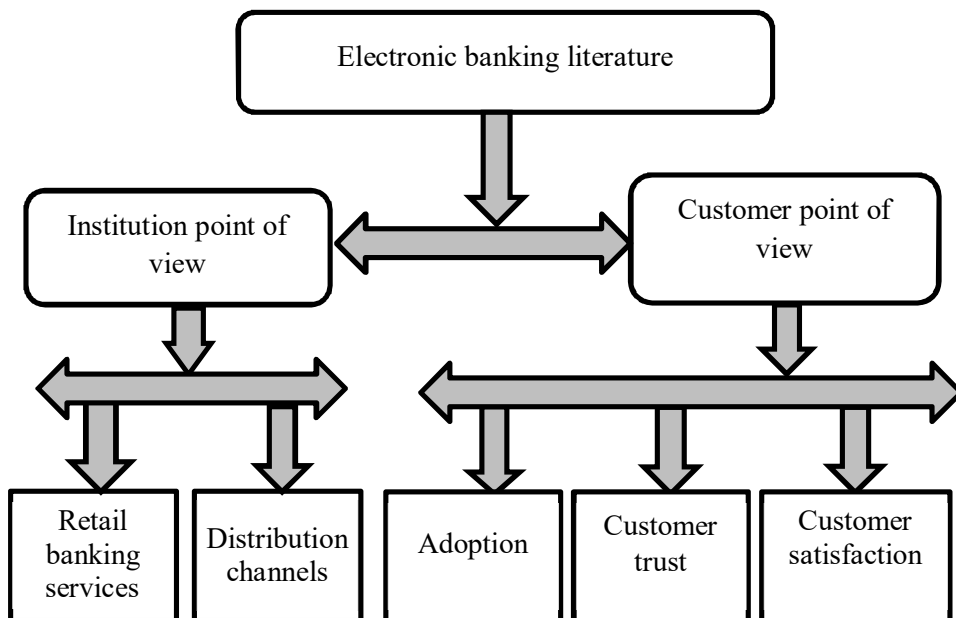 Electronic banking literature
Institution point of
view
Customer point of
view
Retail
banking
services
Distribution
channels
Adoption
Customer
trust
Customer
satisfaction